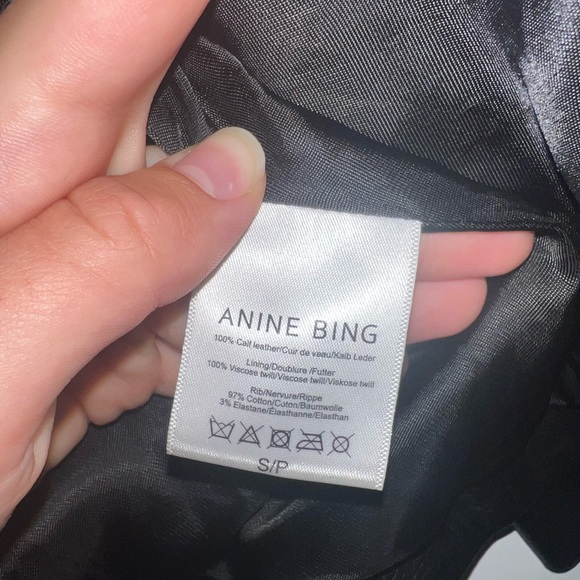 ANINE BING
100% Calf leather/Cuir de veau/Kalb Leder
Lining/Doublure /Futter
100% Viscose twill/Viscose twill/Viskose twill
Rib/Nervure/Rippe
97% Cotton/Coton/Baumwolle
3% Elastane/Élasthanne/Elasthan
S/P